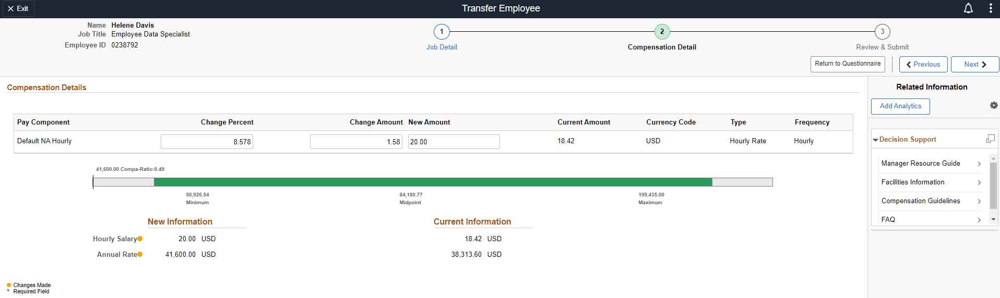 Exit
Transfer Employee
Name Helene Davis
Job Title Employee Data Specialist
Employee ID 0238792
1 2 3
Job Detail Compensation Detail Review & Submit
Return to Questionnaire Previous Next
Compensation Details
Related Information
Add Analytics
Pay Component Change Percent Change Amount New Amount Current Amount Currency Code Type Frequency
Default NA Hourly 8.578 1.58 20.00 18.42 USD Hourly Rate Hourly
Decision Support
Manager Resource Guide
Facilities Information
Compensation Guidelines
FAQ
41,600.00 Compa-Ratio:0.49
58,926.54 84,180.77 109,435.00
Minimum Midpoint Maximum
New Information Current Information
Hourly Salary 20.00 USD 18.42 USD
Annual Rate 41,600.00 USD 38,313.60 USD
Changes Made
* Required Field